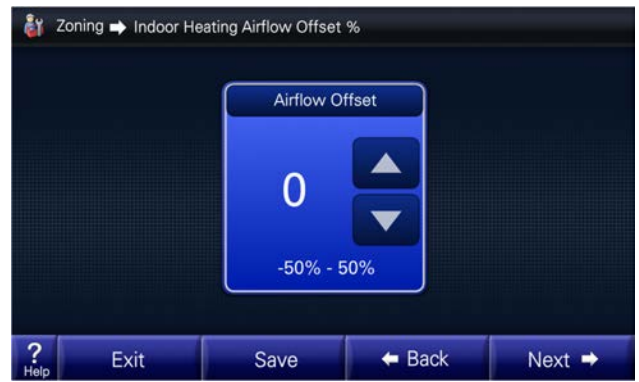 Zoning ➡ Indoor Heating Airflow Offset %
Airflow Offset
0
-50% - 50%
? Help
Exit
Save
⬅ Back
Next ➡